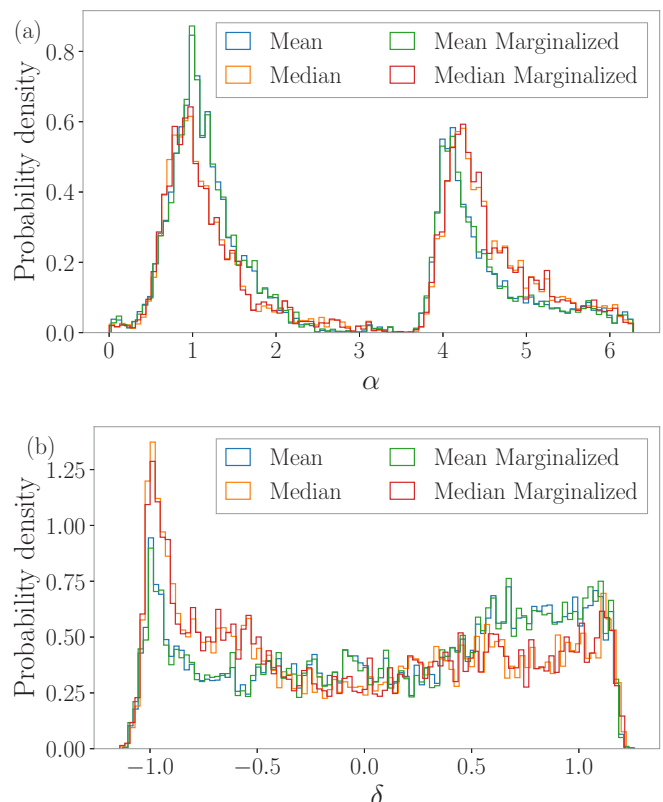 (a)
Mean
Mean Marginalized
Median
Median Marginalized
Probability density
0.8
0.6
0.4
0.2
0.0
0 1 2 3 4 5 6
α
(b)
Mean
Mean Marginalized
Median
Median Marginalized
Probability density
1.25
1.00
0.75
0.50
0.25
0.00
−1.0 −0.5 0.0 0.5 1.0
δ